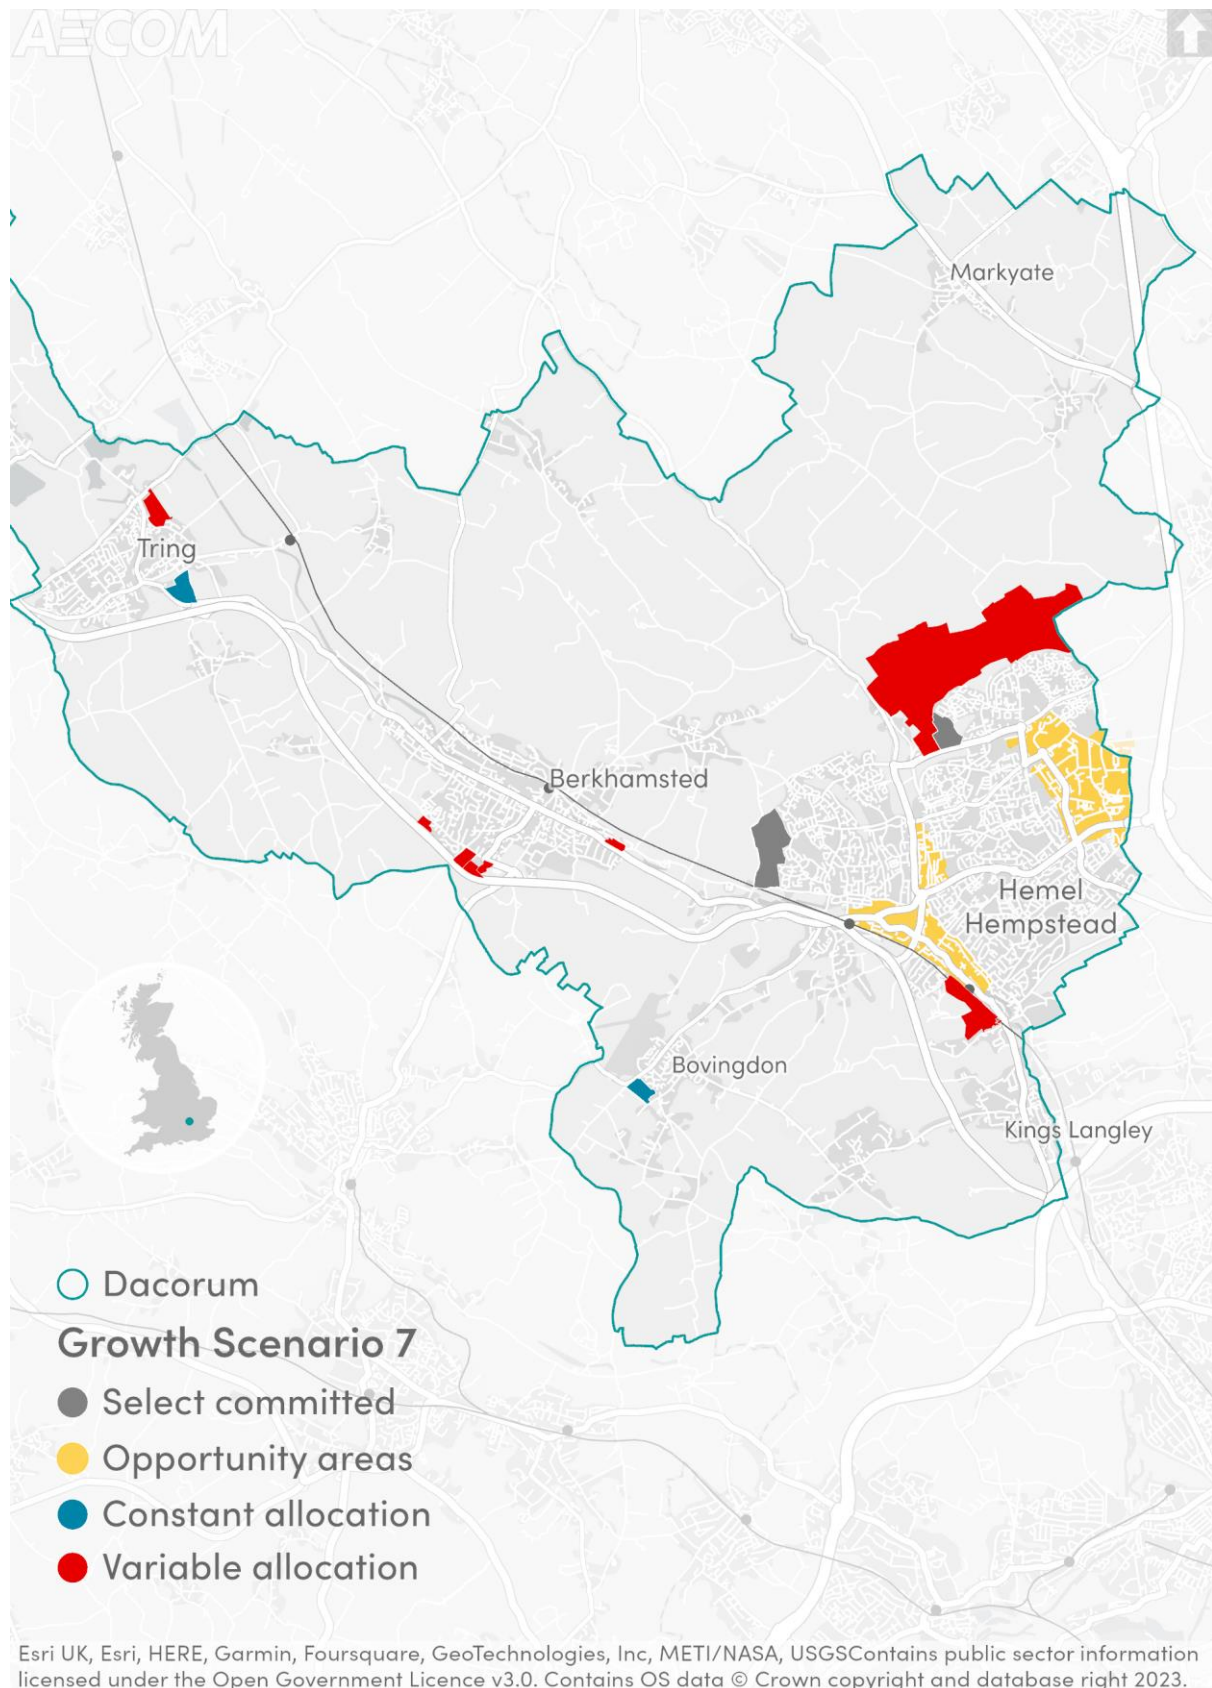 AECOM
Markyate
Tring
Berkhamsted
Hemel
Hempstead
Bovingdon
Kings Langley
Dacorum
Growth Scenario 7
Select committed
Opportunity areas
Constant allocation
Variable allocation
Esri UK, Esri, HERE, Garmin, Foursquare, GeoTechnologies, Inc, METI/NASA, USGSContains public sector information
licensed under the Open Government Licence v3.0. Contains OS data © Crown copyright and database right 2023.